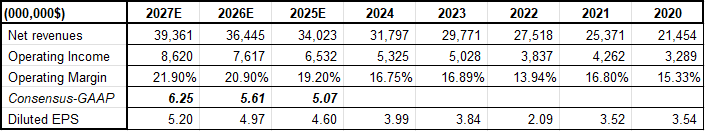 (000,000$) 2027E 2026E 2025E 2024 2023 2022 2021 2020
Net revenues 39,361 36,445 34,023 31,797 29,771 27,518 25,371 21,454
Operating Income 8,620 7,617 6,532 5,325 5,028 3,837 4,262 3,289
Operating Margin 21.90% 20.90% 19.20% 16.75% 16.89% 13.94% 16.80% 15.33%
Consensus-GAAP 6.25 5.61 5.07
Diluted EPS 5.20 4.97 4.60 3.99 3.84 2.09 3.52 3.54